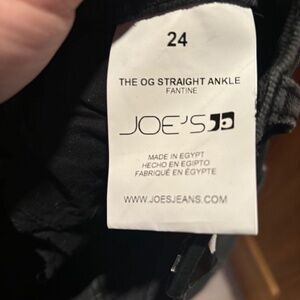 24
THE OG STRAIGHT ANKLE
FANTINE
JOE'S
MADE IN EGYPT
HECHO EN EGIPTO
FABRIQUÉ EN ÉGYPTE
WWW.JOESJEANS.COM